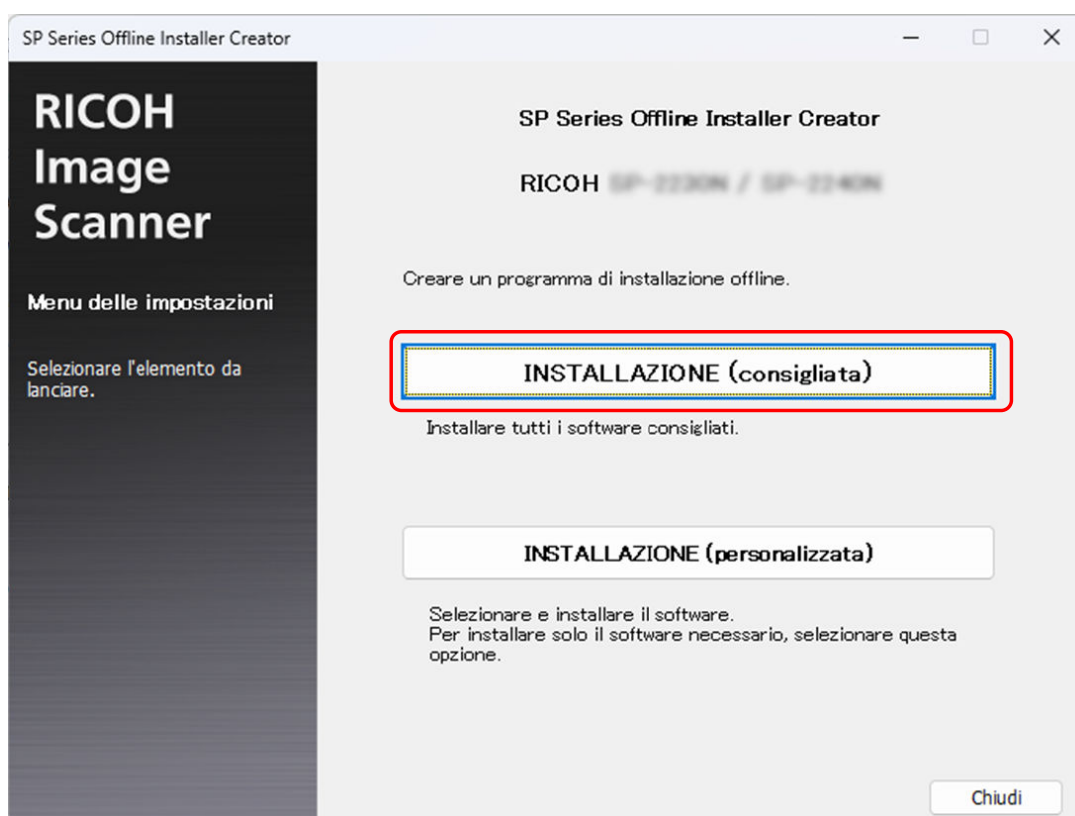 SP Series Offline Installer Creator
RICOH
Image
Scanner
Menu delle impostazioni
Selezionare l'elemento da
lanciare.
SP Series Offline Installer Creator
RICOH
Creare un programma di installazione offline.
INSTALLAZIONE (consigliata)
Installare tutti i software consigliati.
INSTALLAZIONE (personalizzata)
Selezionare e installare il software.
Per installare solo il software necessario, selezionare questa
opzione.
Chiudi